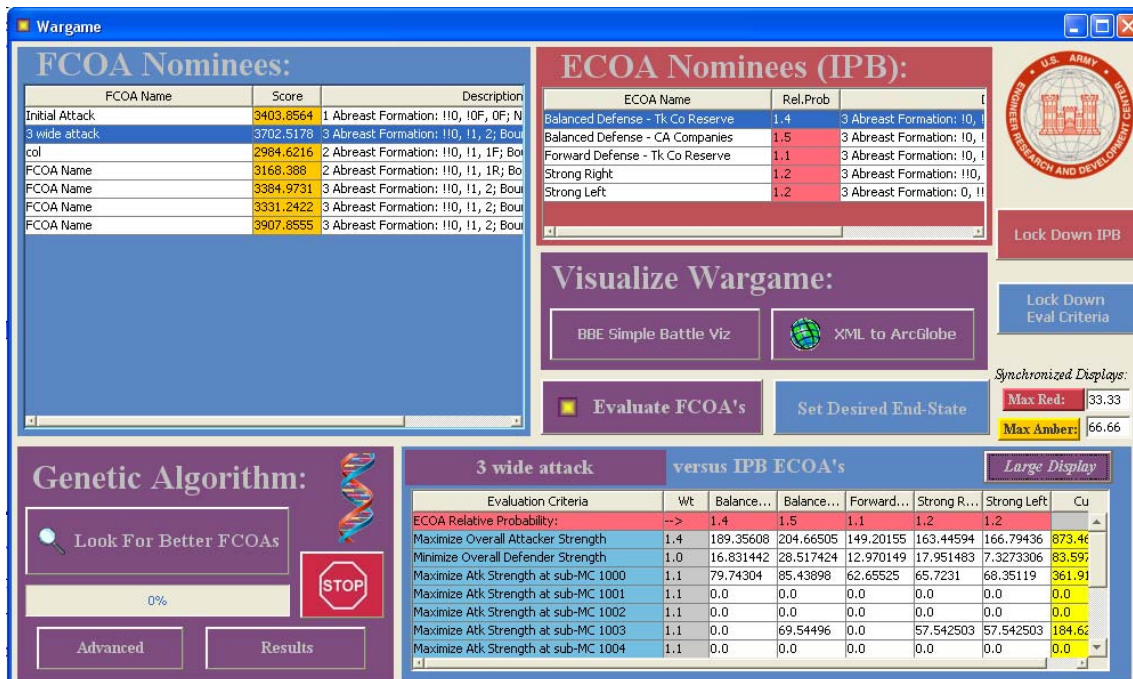 Wargame
FCOA Nominees:
FCOA Name Score Description
Initial Attack 3403.8564 1 Abreast Formation: !!0, !0F, 0F; N
3 wide attack 3702.5178 3 Abreast Formation: !!0, !1, 2; Bour
col 2984.6216 2 Abreast Formation: !!0, !1, 1F; Bou
FCOA Name 3168.388 2 Abreast Formation: !!0, !1, 1R; Bo
FCOA Name 3384.9731 3 Abreast Formation: !!0, !1, 2; Bour
FCOA Name 3331.2422 3 Abreast Formation: !!0, !1, 2; Bour
FCOA Name 3907.8555 3 Abreast Formation: !!0, !1, 2; Bour
ECOA Nominees (IPB):
ECOA Name Rel.Prob
Balanced Defense - Tk Co Reserve 1.4 3 Abreast Formation: !0, !
Balanced Defense - CA Companies 1.5 3 Abreast Formation: !0, !
Forward Defense - Tk Co Reserve 1.1 3 Abreast Formation: !0, !
Strong Right 1.2 3 Abreast Formation: !!0,
Strong Left 1.2 3 Abreast Formation: 0, !!
U.S. ARMY
ENGINEER RESEARCH AND DEVELOPMENT CENTER
Lock Down IPB
Lock Down
Eval Criteria
Visualize Wargame:
BBE Simple Battle Viz
XML to ArcGlobe
Evaluate FCOA's
Set Desired End-State
Synchronized Displays:
Max Red: 33.33
Max Amber: 66.66
Genetic Algorithm:
Look For Better FCOAs
STOP
0%
Advanced
Results
3 wide attack versus IPB ECOA's
Large Display
Evaluation Criteria Wt Balance... Balance... Forward... Strong R... Strong Left Cu
ECOA Relative Probability: --> 1.4 1.5 1.1 1.2 1.2
Maximize Overall Attacker Strength 1.4 189.35608 204.66505 149.20155 163.44594 166.79436 873.46
Minimize Overall Defender Strength 1.0 16.831442 28.517424 12.970149 17.951483 7.3273306 83.597
Maximize Atk Strength at sub-MC 1000 1.1 79.74304 85.43898 62.65525 65.7231 68.35119 361.91
Maximize Atk Strength at sub-MC 1001 1.1 0.0 0.0 0.0 0.0 0.0 0.0
Maximize Atk Strength at sub-MC 1002 1.1 0.0 0.0 0.0 0.0 0.0 0.0
Maximize Atk Strength at sub-MC 1003 1.1 0.0 69.54496 0.0 57.542503 57.542503 184.62
Maximize Atk Strength at sub-MC 1004 1.1 0.0 0.0 0.0 0.0 0.0 0.0